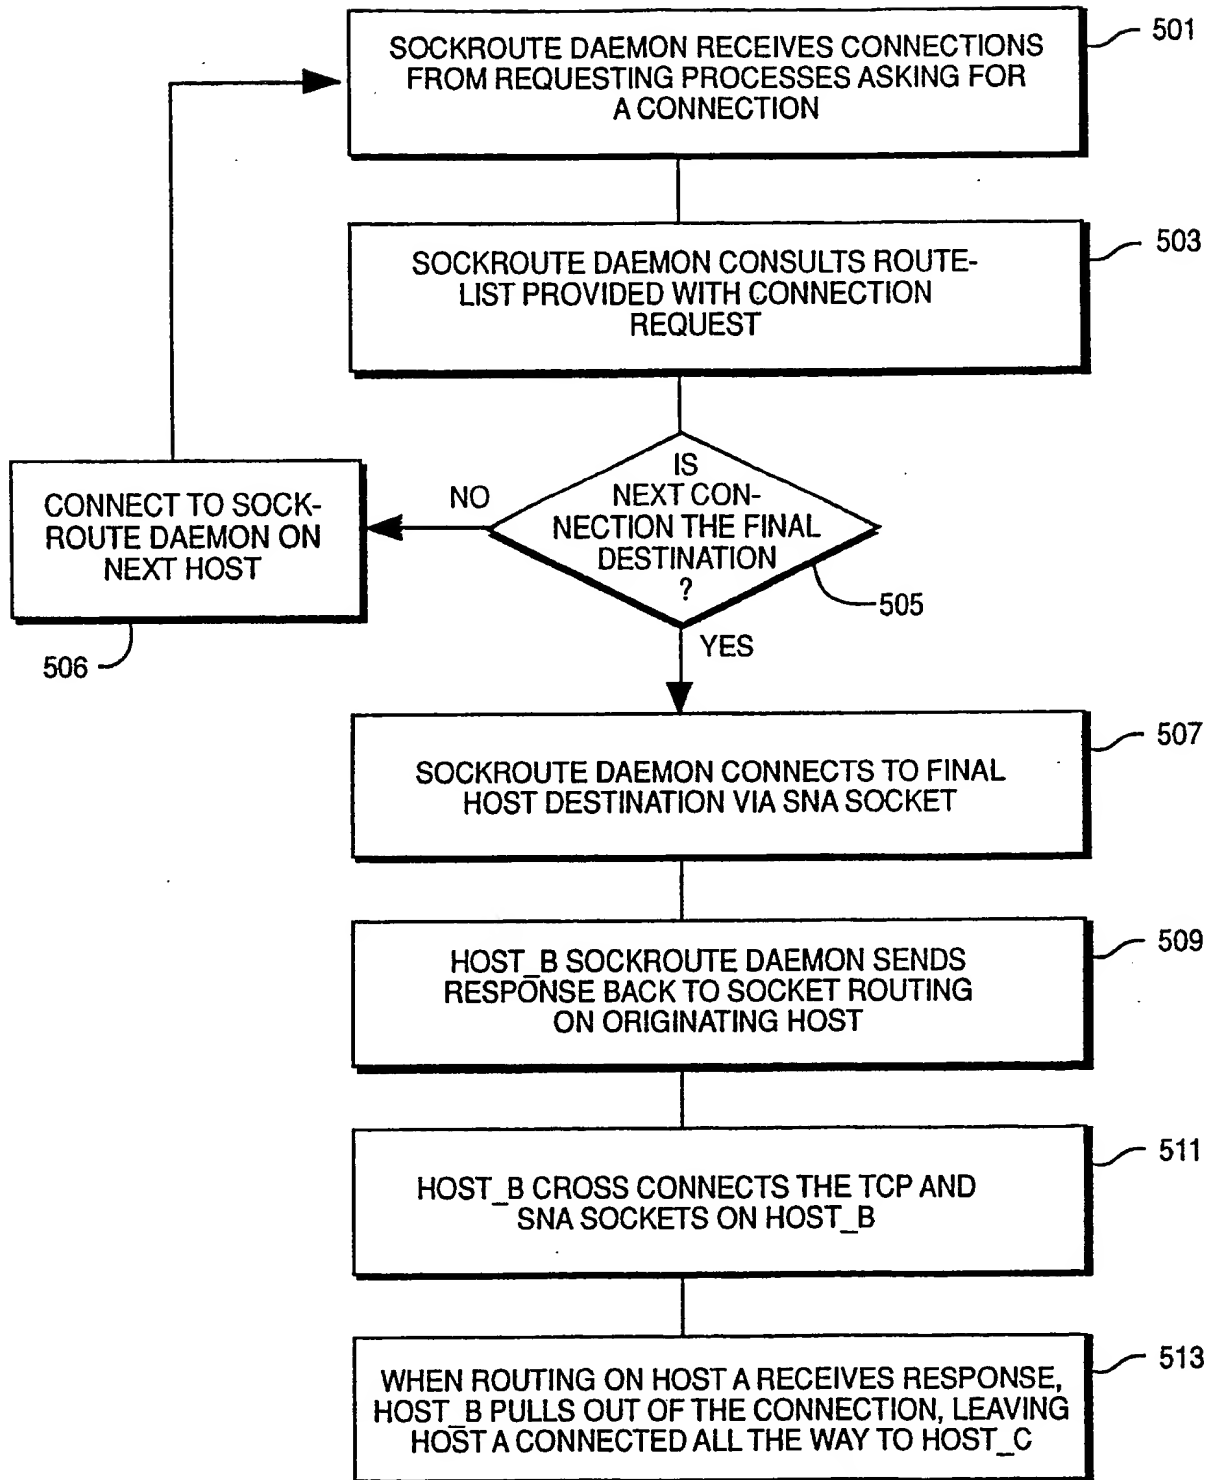 SOCKROUTE DAEMON RECEIVES CONNECTIONS
FROM REQUESTING PROCESSES ASKING FOR
A CONNECTION
501
SOCKROUTE DAEMON CONSULTS ROUTE-
LIST PROVIDED WITH CONNECTION
REQUEST
503
IS
NEXT CON-
NECTION THE FINAL
DESTINATION
?
505
NO
CONNECT TO SOCK-
ROUTE DAEMON ON
NEXT HOST
506
YES
SOCKROUTE DAEMON CONNECTS TO FINAL
HOST DESTINATION VIA SNA SOCKET
507
HOST_B SOCKROUTE DAEMON SENDS
RESPONSE BACK TO SOCKET ROUTING
ON ORIGINATING HOST
509
HOST_B CROSS CONNECTS THE TCP AND
SNA SOCKETS ON HOST_B
511
WHEN ROUTING ON HOST A RECEIVES RESPONSE,
HOST_B PULLS OUT OF THE CONNECTION, LEAVING
HOST A CONNECTED ALL THE WAY TO HOST_C
513